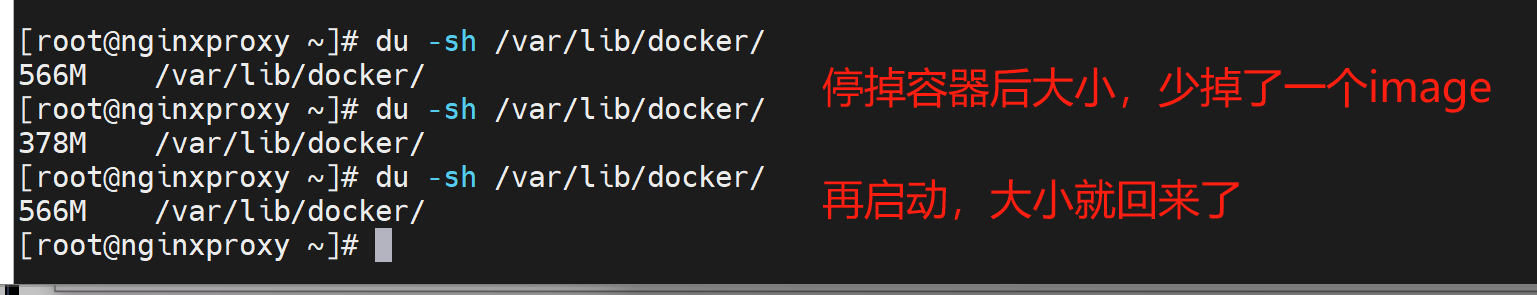 [root@nginxproxy ~]# du -sh /var/lib/docker/
566M    /var/lib/docker/
停掉容器后大小，少掉了一个image
[root@nginxproxy ~]# du -sh /var/lib/docker/
378M    /var/lib/docker/
[root@nginxproxy ~]# du -sh /var/lib/docker/
再启动，大小就回来了
566M    /var/lib/docker/
[root@nginxproxy ~]#